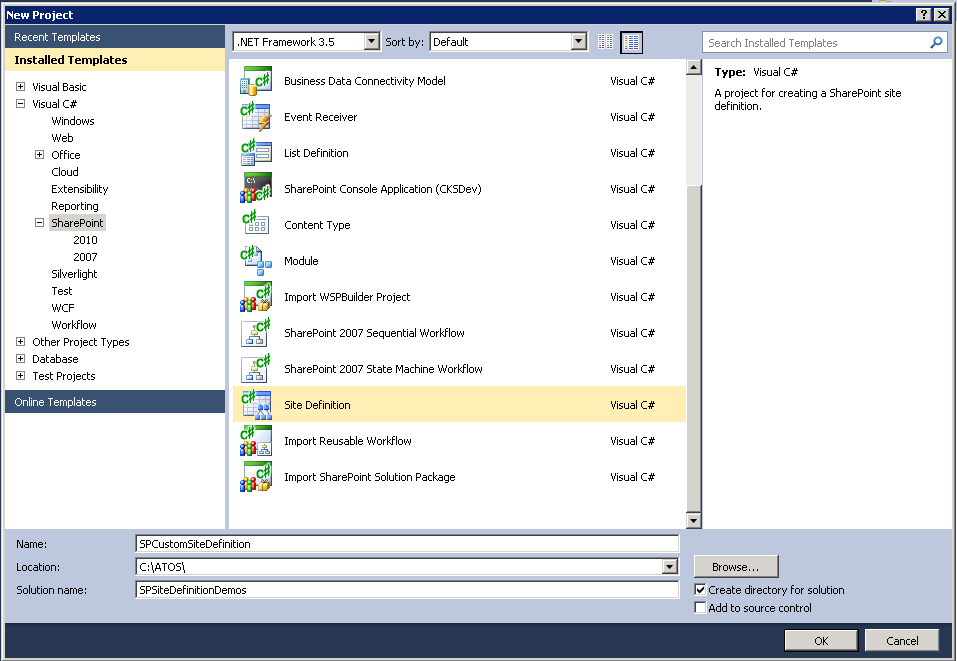 New Project
Recent Templates
Installed Templates
Visual Basic
Visual C#
Windows
Web
Office
Cloud
Extensibility
Reporting
SharePoint
2010
2007
Silverlight
Test
WCF
Workflow
Other Project Types
Database
Test Projects
Online Templates
.NET Framework 3.5 Sort by: Default
Search Installed Templates
Business Data Connectivity Model Visual C#
Event Receiver Visual C#
List Definition Visual C#
SharePoint Console Application (CKSDev) Visual C#
Content Type Visual C#
Module Visual C#
Import WSPBuilder Project Visual C#
SharePoint 2007 Sequential Workflow Visual C#
SharePoint 2007 State Machine Workflow Visual C#
Site Definition Visual C#
Import Reusable Workflow Visual C#
Import SharePoint Solution Package Visual C#
Type: Visual C#
A project for creating a SharePoint site
definition.
Name: SPCustomSiteDefinition
Location: C:\ATOS\ Browse...
Solution name: SPSiteDefinitionDemos
Create directory for solution
Add to source control
OK Cancel